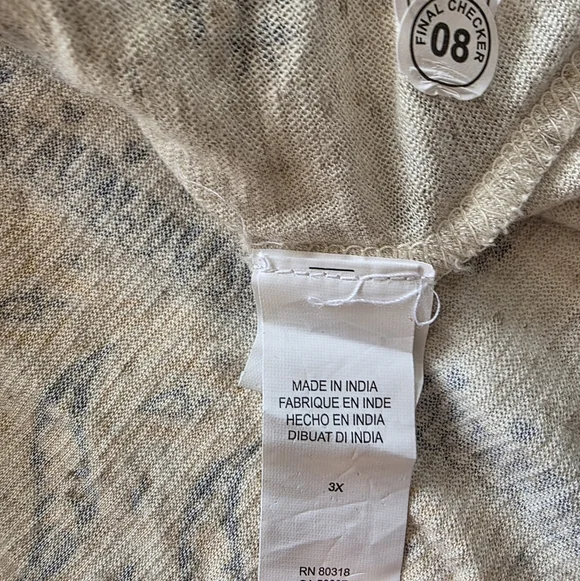 FINAL CHECKER
08
MADE IN INDIA
FABRIQUE EN INDE
HECHO EN INDIA
DIBUAT DI INDIA
3X
RN 80318